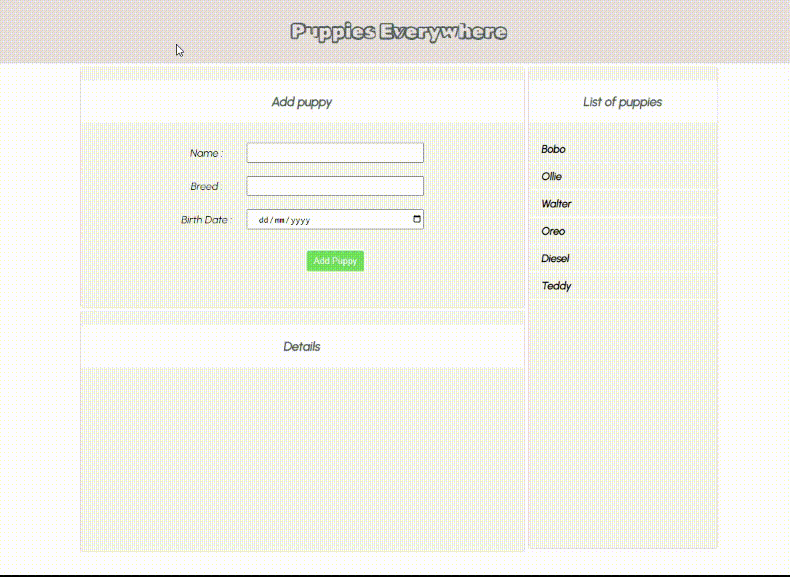 Puppies Everywhere
Add puppy
Name :
Breed
Birth Date :
dd/mm/yyyy
Add Puppy
Details
List of puppies
Bobo
Ollie
Walter
Oreo
Diesel
Teddy